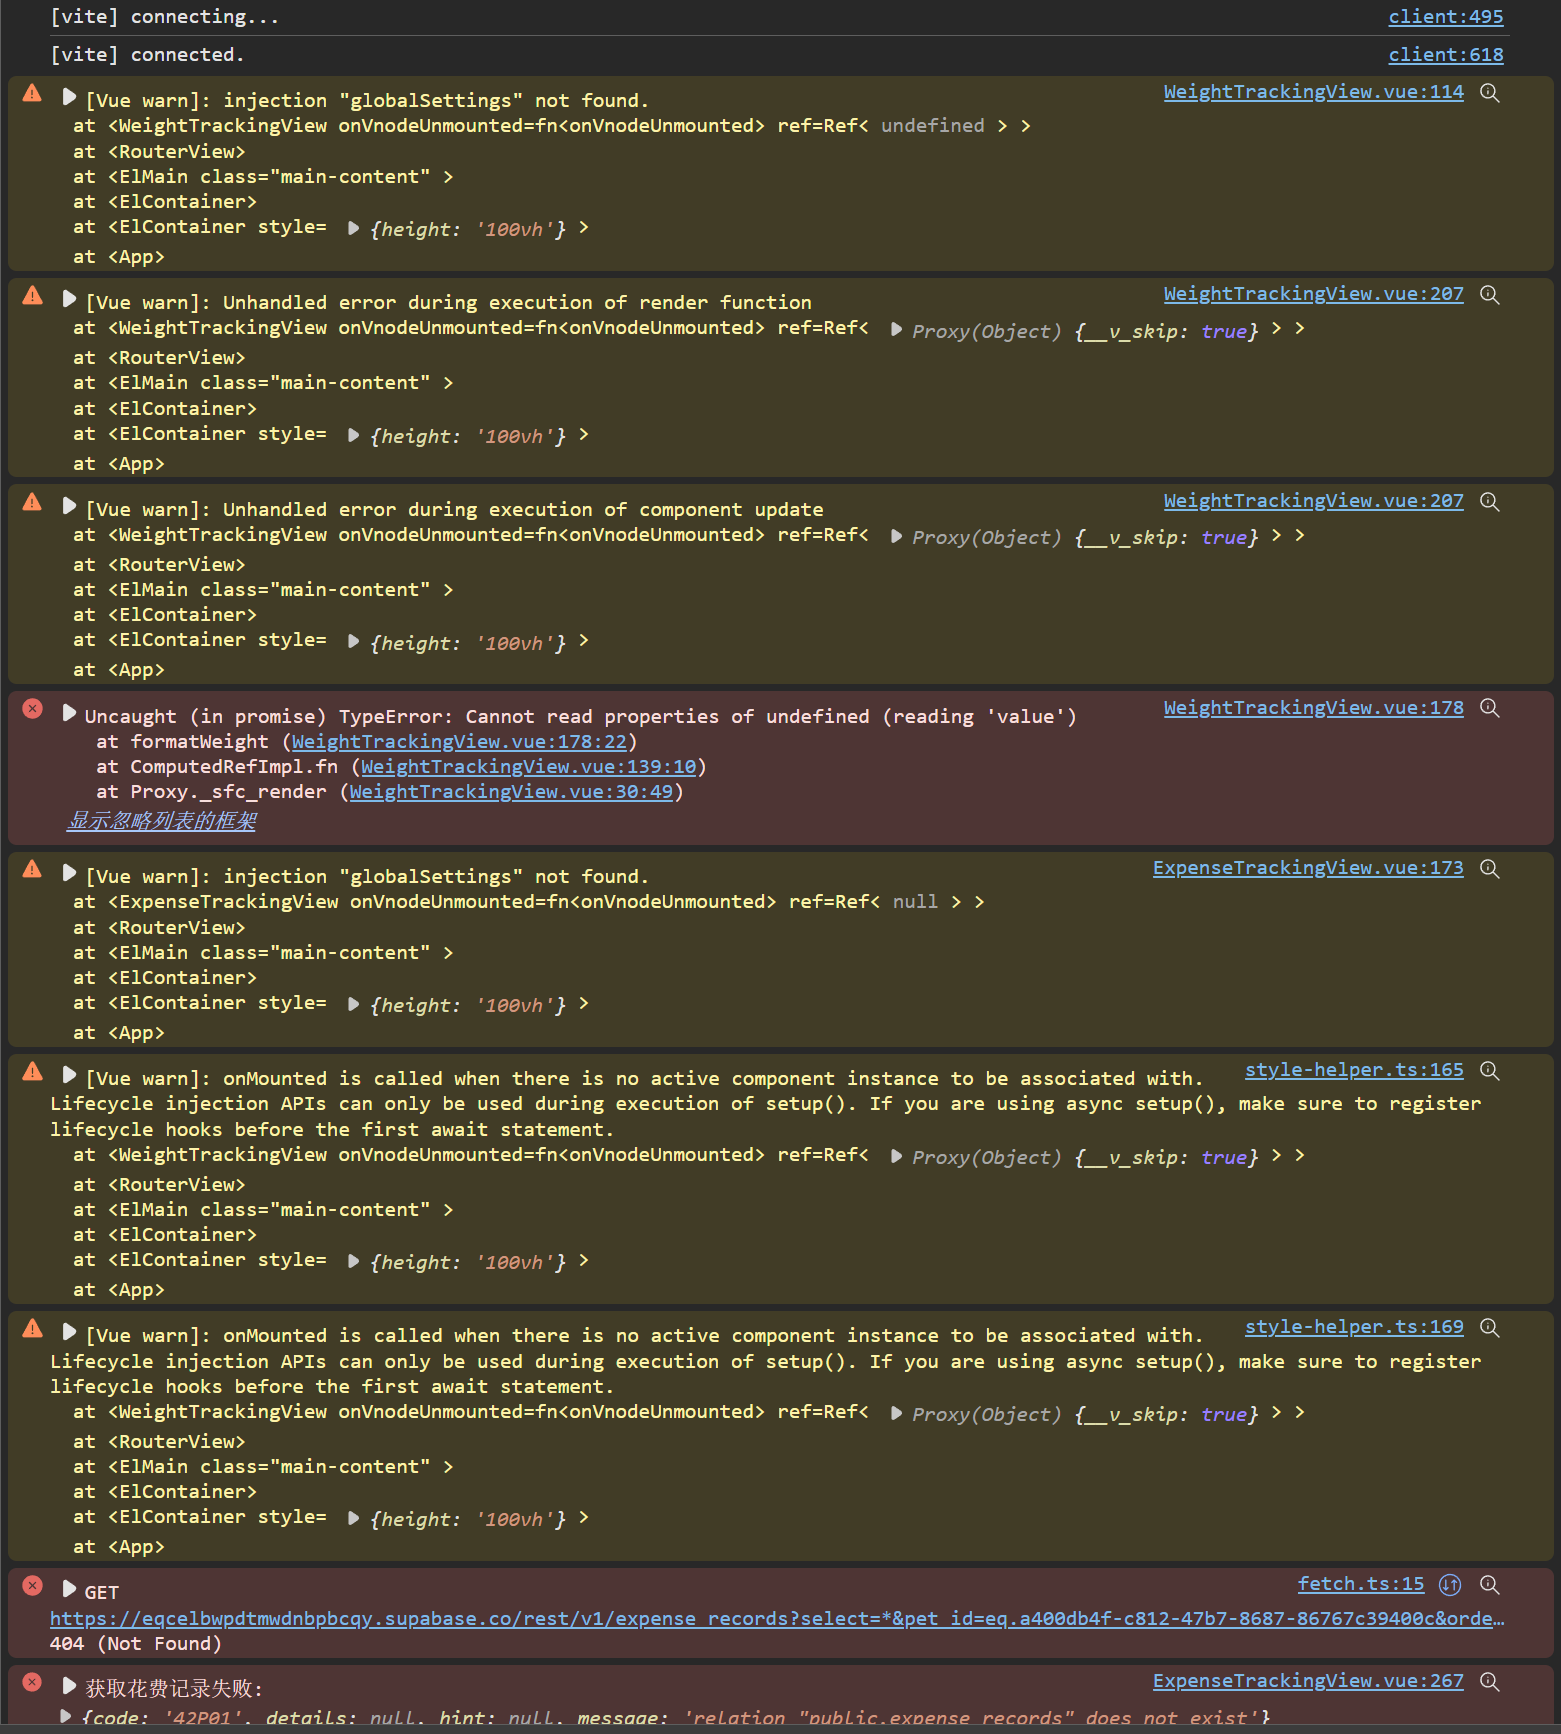 [vite] connecting...
client:495
[vite] connected.
client:618
[Vue warn]: injection "globalSettings" not found.
WeightTrackingView.vue:114
at <WeightTrackingView onVnodeUnmounted=fn<onVnodeUnmounted> ref=Ref< undefined > >
at <RouterView>
at <ElMain class="main-content" >
at <ElContainer>
at <ElContainer style= {height: '100vh'} >
at <App>
[Vue warn]: Unhandled error during execution of render function
WeightTrackingView.vue:207
at <WeightTrackingView onVnodeUnmounted=fn<onVnodeUnmounted> ref=Ref< Proxy(Object) {__v_skip: true} > >
at <RouterView>
at <ElMain class="main-content" >
at <ElContainer>
at <ElContainer style= {height: '100vh'} >
at <App>
[Vue warn]: Unhandled error during execution of component update
WeightTrackingView.vue:207
at <WeightTrackingView onVnodeUnmounted=fn<onVnodeUnmounted> ref=Ref< Proxy(Object) {__v_skip: true} > >
at <RouterView>
at <ElMain class="main-content" >
at <ElContainer>
at <ElContainer style= {height: '100vh'} >
at <App>
Uncaught (in promise) TypeError: Cannot read properties of undefined (reading 'value')
WeightTrackingView.vue:178
at formatWeight (WeightTrackingView.vue:178:22)
at ComputedRefImpl.fn (WeightTrackingView.vue:139:10)
at Proxy._sfc_render (WeightTrackingView.vue:30:49)
显示忽略列表的框架
[Vue warn]: injection "globalSettings" not found.
ExpenseTrackingView.vue:173
at <ExpenseTrackingView onVnodeUnmounted=fn<onVnodeUnmounted> ref=Ref< null > >
at <RouterView>
at <ElMain class="main-content" >
at <ElContainer>
at <ElContainer style= {height: '100vh'} >
at <App>
[Vue warn]: onMounted is called when there is no active component instance to be associated with.
style-helper.ts:165
Lifecycle injection APIs can only be used during execution of setup(). If you are using async setup(), make sure to register
lifecycle hooks before the first await statement.
at <WeightTrackingView onVnodeUnmounted=fn<onVnodeUnmounted> ref=Ref< Proxy(Object) {__v_skip: true} > >
at <RouterView>
at <ElMain class="main-content" >
at <ElContainer>
at <ElContainer style= {height: '100vh'} >
at <App>
[Vue warn]: onMounted is called when there is no active component instance to be associated with.
style-helper.ts:169
Lifecycle injection APIs can only be used during execution of setup(). If you are using async setup(), make sure to register
lifecycle hooks before the first await statement.
at <WeightTrackingView onVnodeUnmounted=fn<onVnodeUnmounted> ref=Ref< Proxy(Object) {__v_skip: true} > >
at <RouterView>
at <ElMain class="main-content" >
at <ElContainer>
at <ElContainer style= {height: '100vh'} >
at <App>
GET
fetch.ts:15
https://eqcelbwpdtmwdnbpbcqy.supabase.co/rest/v1/expense_records?select=*&pet_id=eq.a400db4f-c812-47b7-8687-86767c39400c&orde…
404 (Not Found)
获取花费记录失败:
ExpenseTrackingView.vue:267
{code: '42P01', details: null, hint: null, message: 'relation "public.expense_records" does not exist'}